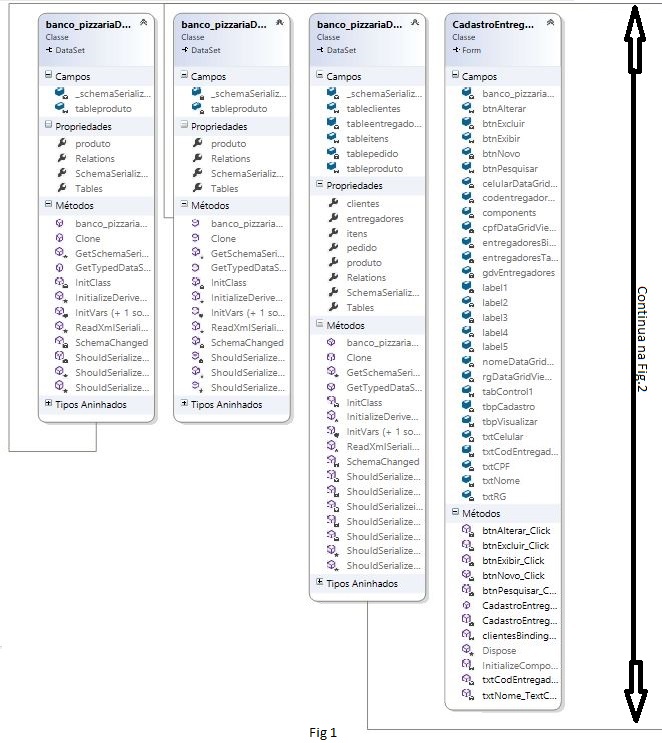 banco_pizzariaD...
Classe
DataSet
Campos
_schemaSerializ...
tableproduto
Propriedades
produto
Relations
SchemaSerializ...
Tables
Métodos
banco_pizzaria...
Clone
GetSchemaSeri...
GetTypedDataS...
InitClass
InitializeDerive...
InitVars (+ 1 so...
ReadXmlSeriali...
SchemaChanged
ShouldSerialize...
ShouldSerialize...
ShouldSerialize...
Tipos Aninhados
banco_pizzariaD...
Classe
DataSet
Campos
_schemaSerializ...
tableproduto
Propriedades
produto
Relations
SchemaSerializ...
Tables
Métodos
banco_pizzaria...
Clone
GetSchemaSeri...
GetTypedDataS...
InitClass
InitializeDerive...
InitVars (+ 1 so...
ReadXmlSeriali...
SchemaChanged
ShouldSerialize...
ShouldSerialize...
ShouldSerialize...
Tipos Aninhados
banco_pizzariaD...
Classe
DataSet
Campos
_schemaSerializ...
tableclientes
tableentregado...
tableitens
tablepedido
tableproduto
Propriedades
clientes
entregadores
itens
pedido
produto
Relations
SchemaSerializ...
Tables
Métodos
banco_pizzaria...
Clone
GetSchemaSeri...
GetTypedDataS...
InitClass
InitializeDerive...
InitVars (+ 1 so...
ReadXmlSeriali...
SchemaChanged
ShouldSerialize...
ShouldSerialize...
ShouldSerializei...
ShouldSerialize...
ShouldSerialize...
ShouldSerialize...
ShouldSerialize...
Tipos Aninhados
CadastroEntreg...
Classe
Form
Campos
banco_pizzaria...
btnAlterar
btnExcluir
btnExibir
btnNovo
btnPesquisar
celularDataGrid...
codentregador...
components
cpfDataGridVie...
entregadoresBi...
entregadoresTa...
gdvEntregadores
label1
label2
label3
label4
label5
nomeDataGrid...
rgDataGridVie...
tabControl1
tbpCadastro
tbpVisualizar
txtCelular
txtCodEntregad...
txtCPF
txtNome
txtRG
Métodos
btnAlterar_Click
btnExcluir_Click
btnExibir_Click
btnNovo_Click
btnPesquisar_C...
CadastroEntreg...
CadastroEntreg...
clientesBinding...
Dispose
InitializeCompo...
txtCodEntregad...
txtNome_TextC...
Continua na Fig.2
Fig 1